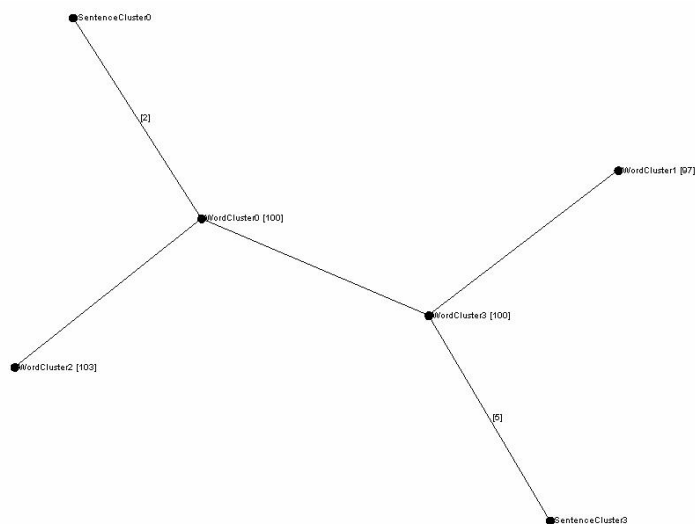 SentenceCluster0
[2]
WordCluster1 [97]
WordCluster0 [100]
WordCluster3 [100]
WordCluster2 [103]
[5]
SentenceCluster3